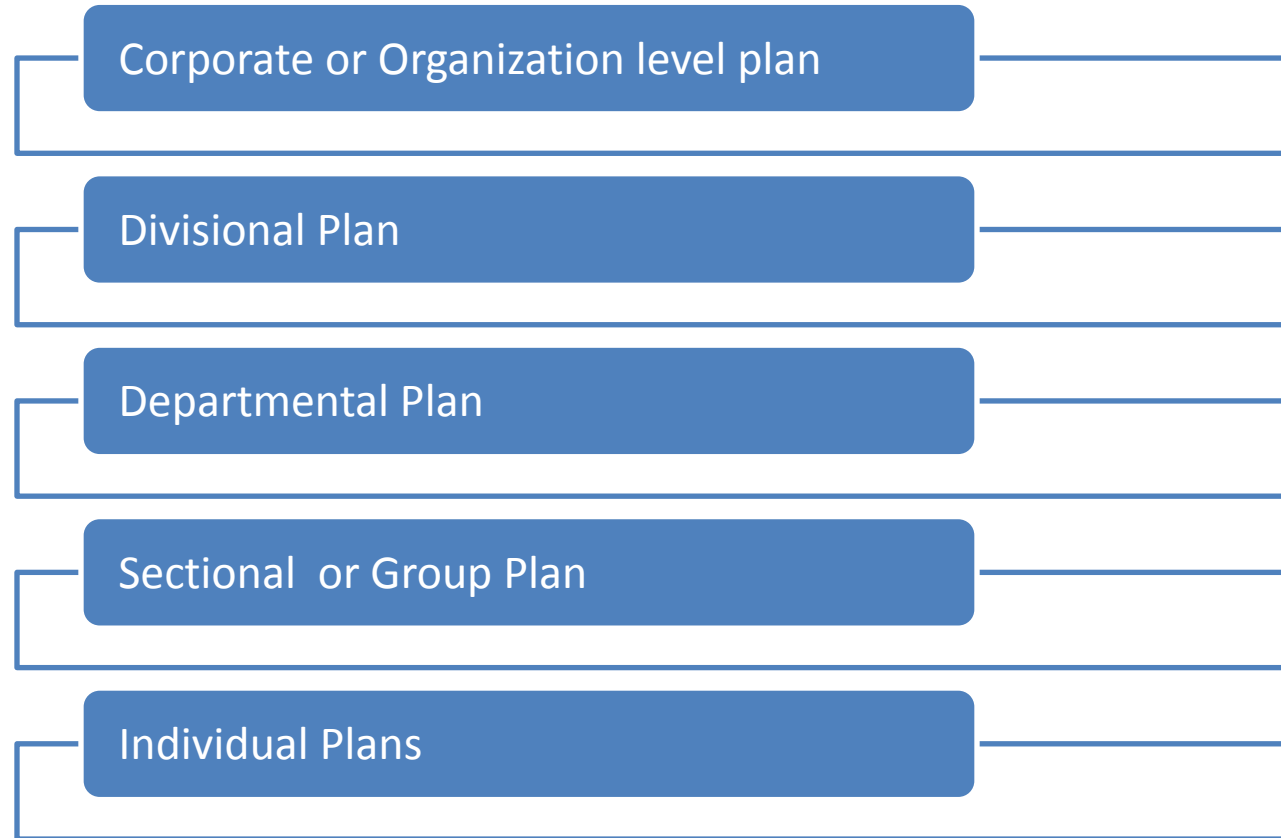 Corporate or Organization level plan
Divisional Plan
Departmental Plan
Sectional  or Group Plan
Individual Plans